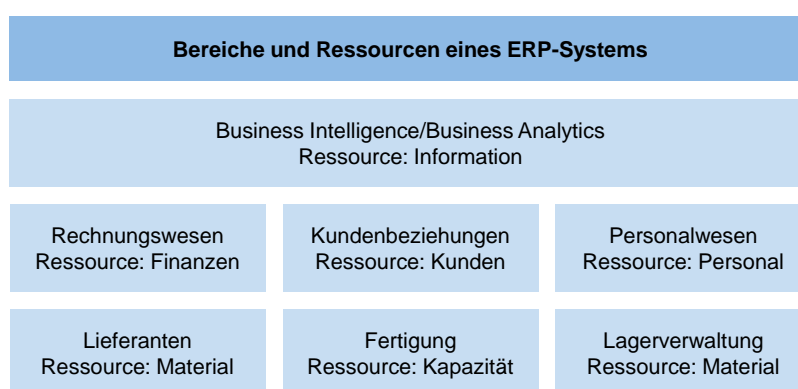 Bereiche und Ressourcen eines ERP-Systems
Business Intelligence/Business Analytics
Ressource: Information
Rechnungswesen
Ressource: Finanzen
Kundenbeziehungen
Ressource: Kunden
Personalwesen
Ressource: Personal
Lieferanten
Ressource: Material
Fertigung
Ressource: Kapazität
Lagerverwaltung
Ressource: Material